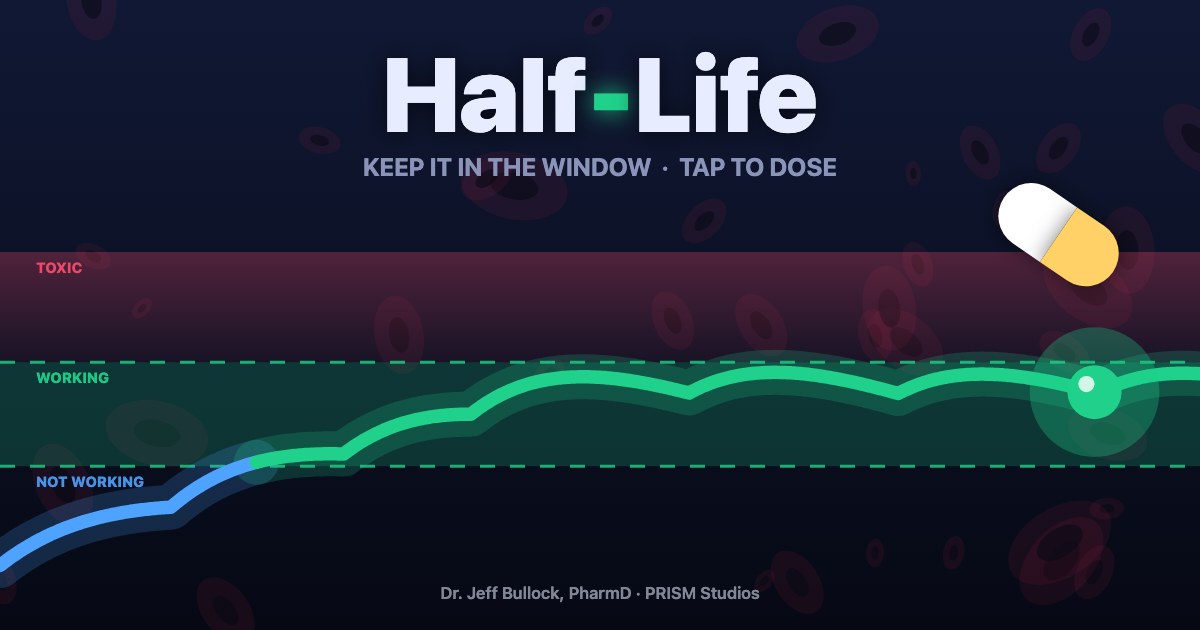 Half-Life
KEEP IT IN THE WINDOW · TAP TO DOSE
TOXIC
WORKING
NOT WORKING
Dr. Jeff Bullock, PharmD · PRISM Studios